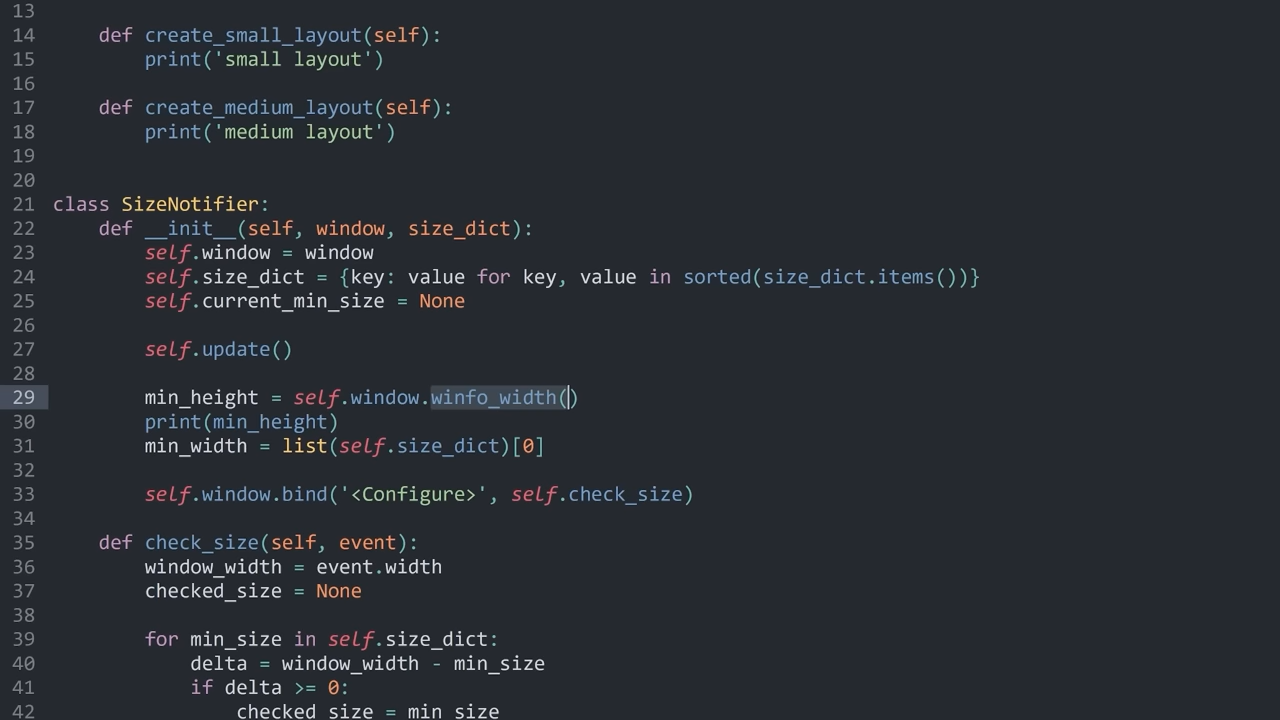 13
14     def create_small_layout(self):
15         print('small layout')
16
17     def create_medium_layout(self):
18         print('medium layout')
19
20
21 class SizeNotifier:
22     def __init__(self, window, size_dict):
23         self.window = window
24         self.size_dict = {key: value for key, value in sorted(size_dict.items())}
25         self.current_min_size = None
26
27         self.update()
28
29         min_height = self.window.winfo_width()
30         print(min_height)
31         min_width = list(self.size_dict)[0]
32
33         self.window.bind('<Configure>', self.check_size)
34
35     def check_size(self, event):
36         window_width = event.width
37         checked_size = None
38
39         for min_size in self.size_dict:
40             delta = window_width - min_size
41             if delta >= 0:
42                 checked_size = min_size